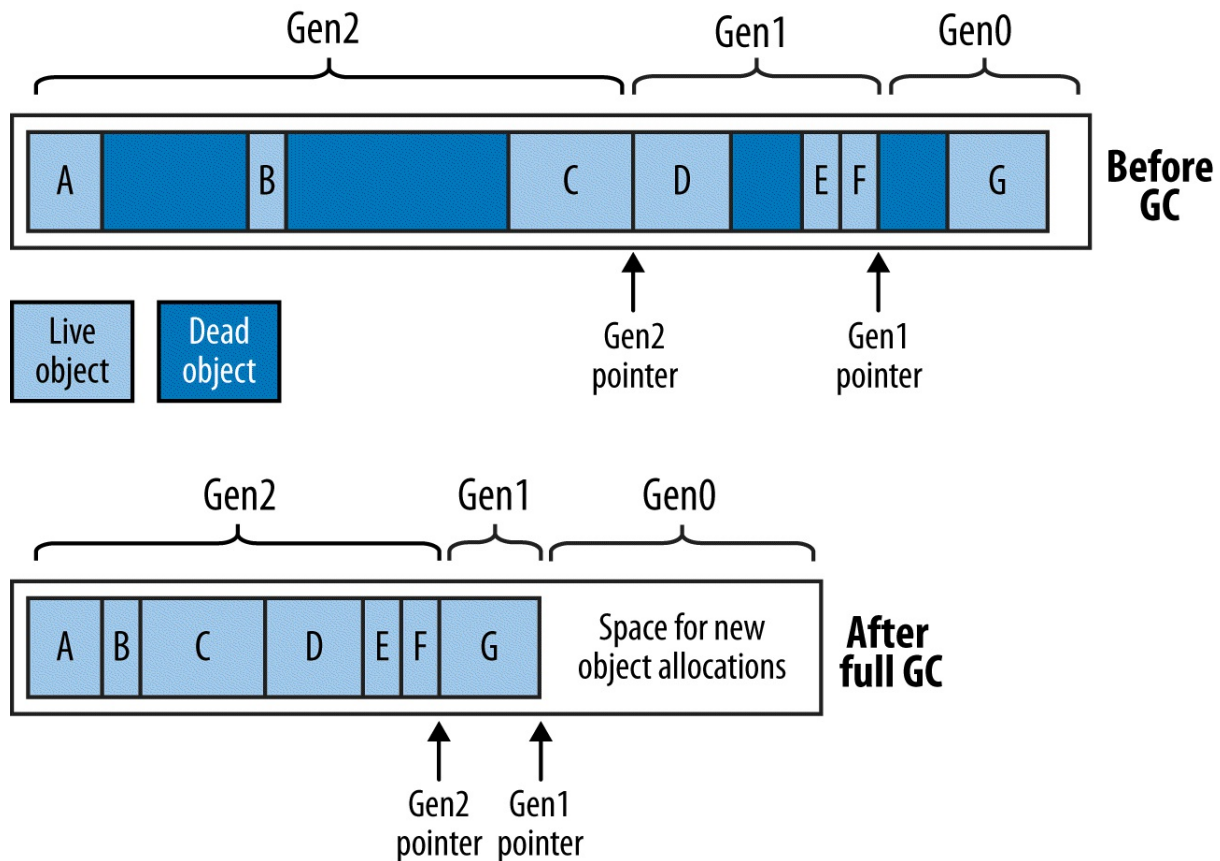 Gen2
Gen1
Gen0
A
B
C
D
E
F
G
Before
GC
Gen2
pointer
Gen1
pointer
Live
object
Dead
object
Gen2
Gen1
Gen0
A
B
C
D
E
F
G
Space for new
object allocations
After
full GC
Gen2
pointer
Gen1
pointer